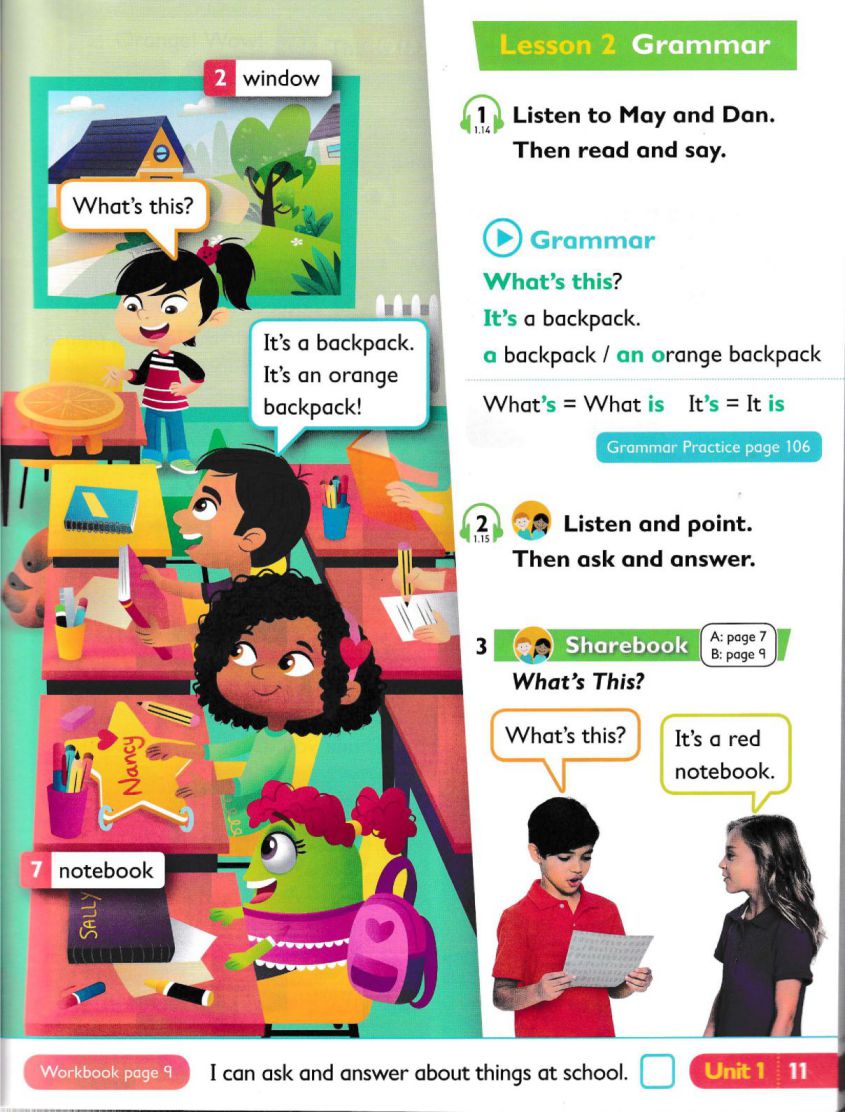 2 window
What's this?
It's a backpack.
It's an orange
backpack!
Nancy
7 notebook
SALLY
Lesson 2 Grammar
1
1.14
Listen to May and Dan.
Then read and say.
Grammar
What's this?
It's a backpack.
a backpack / an orange backpack
What's = What is It's = It is
Grammar Practice page 106
2
1.15
Listen and point.
Then ask and answer.
3 Sharebook
A: page 7
B: page 9
What's This?
What's this?
It's a red
notebook.
Workbook page 9
I can ask and answer about things at school.
Unit 1 11